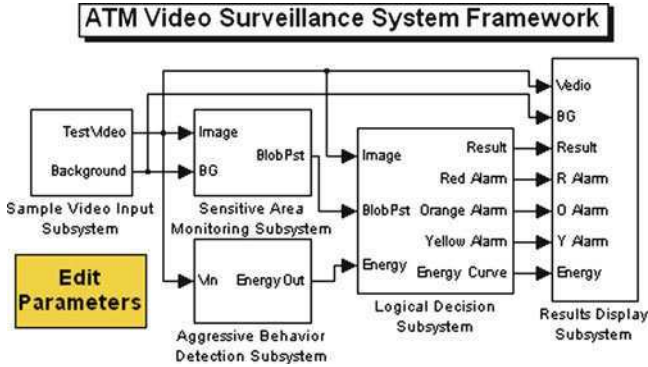 ATM Video Surveillance System Framework
TestVideo
Background
Sample Video Input
Subsystem
Image
BG
BlobPst
Sensitive Area
Monitoring Subsystem
Vin
EnergyOut
Aggressive Behavior
Detection Subsystem
Edit
Parameters
Image
BlobPst
Energy
Result
Red Alarm
Orange Alarm
Yellow Alarm
Energy Curve
Logical Decision
Subsystem
Vedio
BG
Result
R Alarm
O Alarm
Y Alarm
Energy
Results Display
Subsystem